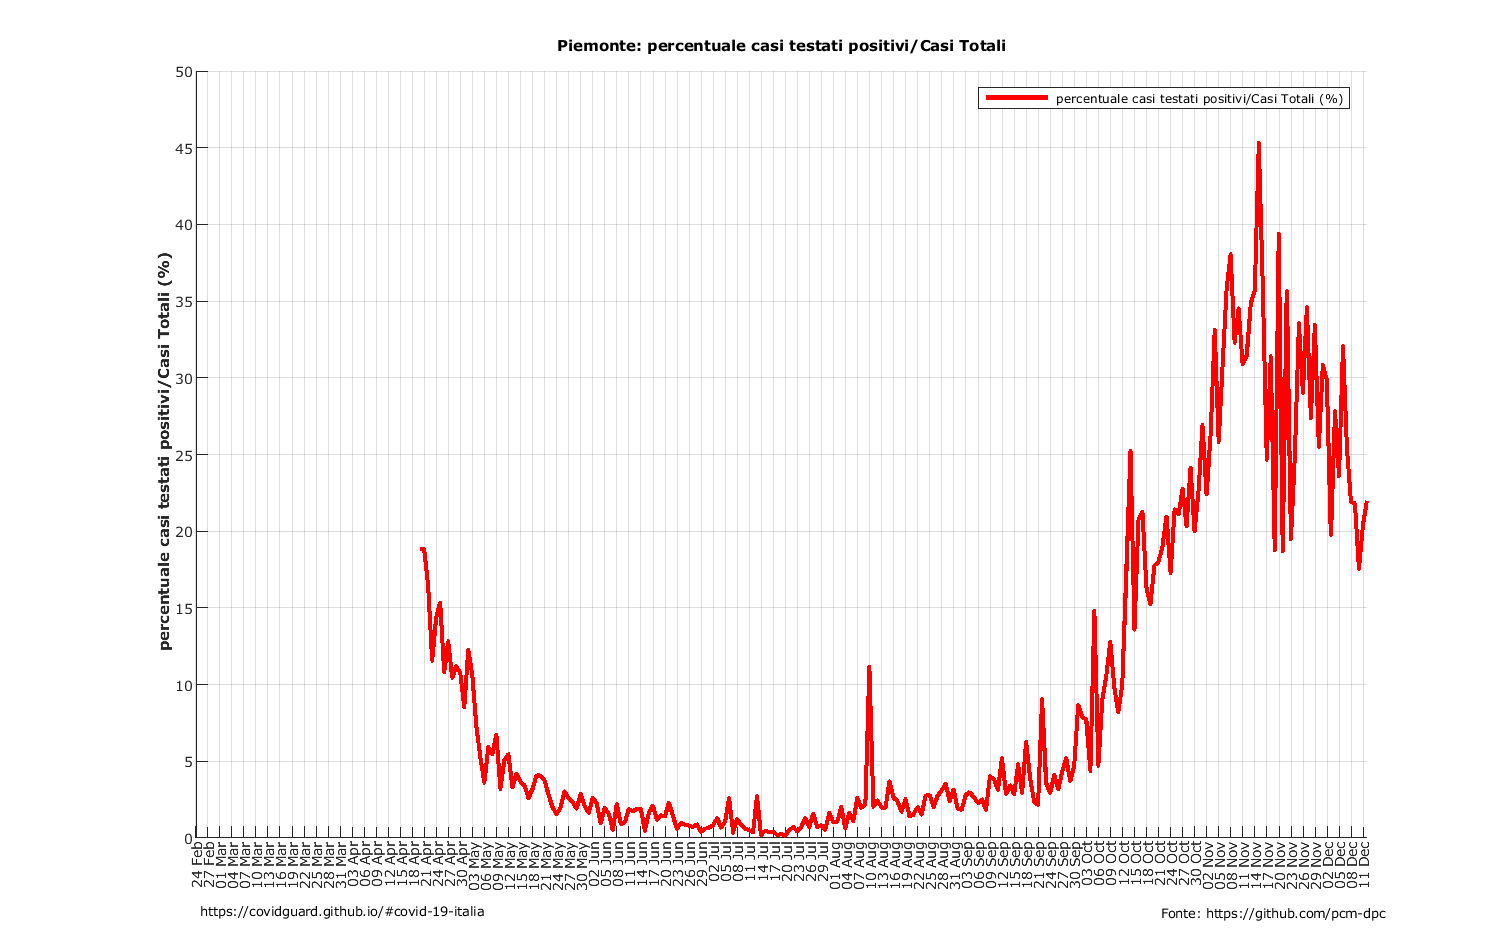 Piemonte: percentuale casi testati positivi/Casi Totali
percentuale casi testati positivi/Casi Totali (%)
percentuale casi testati positivi/Casi Totali (%)
50
45
40
35
30
25
20
15
10
5
0
24 Feb
27 Feb
01 Mar
04 Mar
07 Mar
10 Mar
13 Mar
16 Mar
19 Mar
22 Mar
25 Mar
28 Mar
31 Mar
03 Apr
06 Apr
09 Apr
12 Apr
15 Apr
18 Apr
21 Apr
24 Apr
27 Apr
30 Apr
03 May
06 May
09 May
12 May
15 May
18 May
21 May
24 May
27 May
30 May
02 Jun
05 Jun
08 Jun
11 Jun
14 Jun
17 Jun
20 Jun
23 Jun
26 Jun
29 Jun
02 Jul
05 Jul
08 Jul
11 Jul
14 Jul
17 Jul
20 Jul
23 Jul
26 Jul
29 Jul
01 Aug
04 Aug
07 Aug
10 Aug
13 Aug
16 Aug
19 Aug
22 Aug
25 Aug
28 Aug
31 Aug
03 Sep
06 Sep
09 Sep
12 Sep
15 Sep
18 Sep
21 Sep
24 Sep
27 Sep
30 Sep
03 Oct
06 Oct
09 Oct
12 Oct
15 Oct
18 Oct
21 Oct
24 Oct
27 Oct
30 Oct
02 Nov
05 Nov
08 Nov
11 Nov
14 Nov
17 Nov
20 Nov
23 Nov
26 Nov
29 Nov
02 Dec
05 Dec
08 Dec
11 Dec
https://covidguard.github.io/#covid-19-italia
Fonte: https://github.com/pcm-dpc